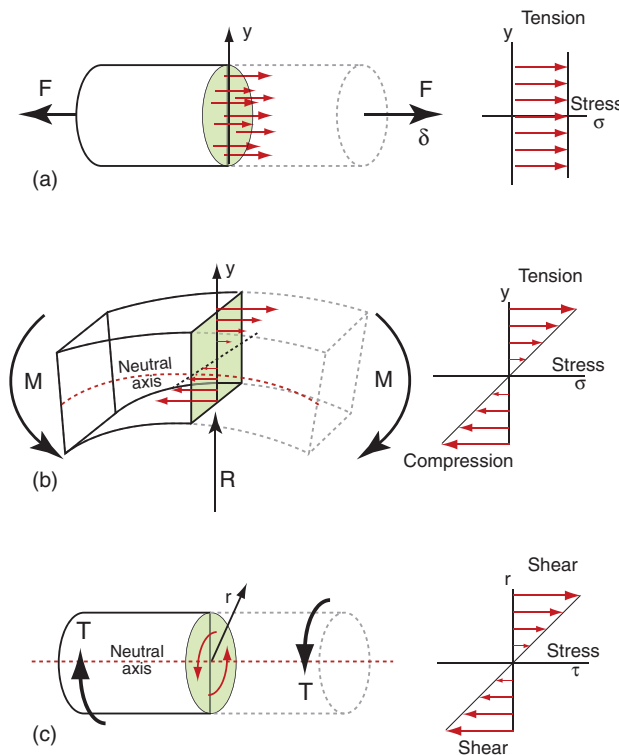 Tension
y
y
F
F
Stress
σ
δ
(a)
y
Tension
y
Neutral
axis
M
M
Stress
σ
Compression
R
(b)
Shear
r
r
T
Neutral
axis
Stress
τ
T
(c)
Shear